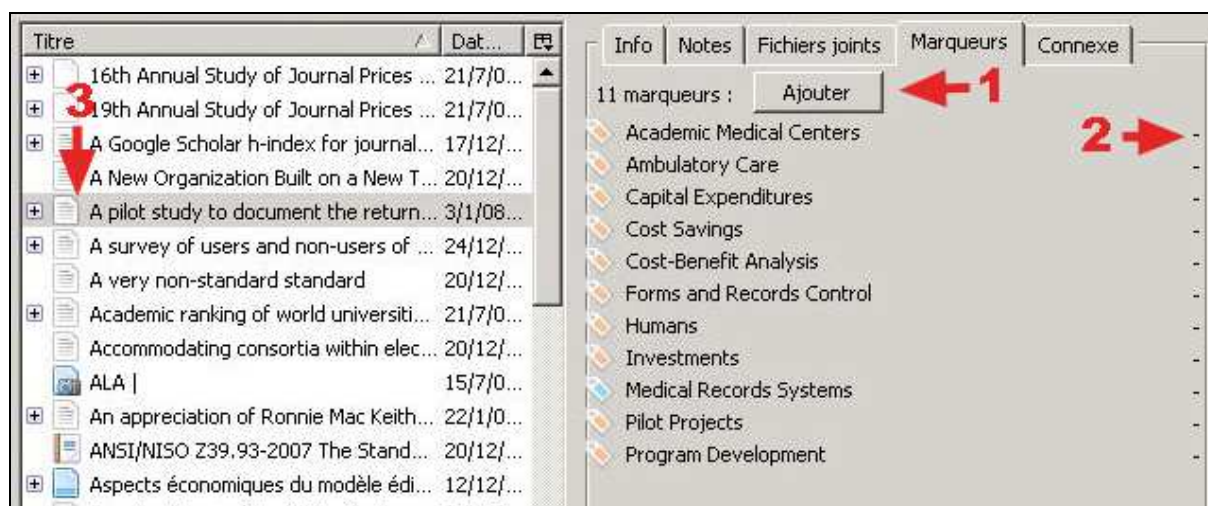 Titre Dat...
16th Annual Study of Journal Prices ... 21/7/0...
3
19th Annual Study of Journal Prices ... 21/7/0...
A Google Scholar h-index for journal... 17/12/...
A New Organization Built on a New T... 20/12/...
A pilot study to document the return... 3/1/08...
A survey of users and non-users of ... 24/12/...
A very non-standard standard 20/12/...
Academic ranking of world universiti... 21/7/0...
Accommodating consortia within elec... 20/12/...
ALA | 15/7/0...
An appreciation of Ronnie Mac Keith... 22/1/0...
ANSI/NISO Z39.93-2007 The Stand... 20/12/...
Aspects économiques du modèle édi... 12/12/...
Info Notes Fichiers joints Marqueurs Connexe
11 marqueurs : Ajouter 1
Academic Medical Centers 2 -
Ambulatory Care -
Capital Expenditures -
Cost Savings -
Cost-Benefit Analysis -
Forms and Records Control -
Humans -
Investments -
Medical Records Systems -
Pilot Projects -
Program Development -